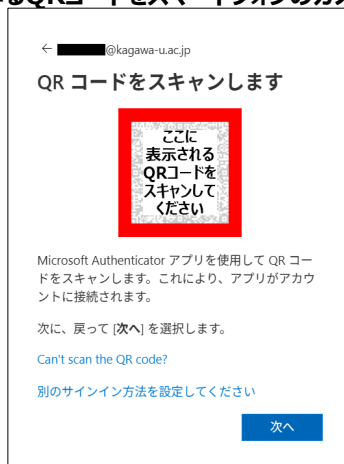 るQRコードをスマートフォンのカ
← @kagawa-u.ac.jp
QR コードをスキャンします
ここに
表示される
QRコードを
スキャンして
ください
Microsoft Authenticator アプリを使用して QR コー
ドをスキャンします。これにより、アプリがアカウ
ントに接続されます。
次に、戻って [次へ] を選択します。
Can't scan the QR code?
別のサインイン方法を設定してください
次へ